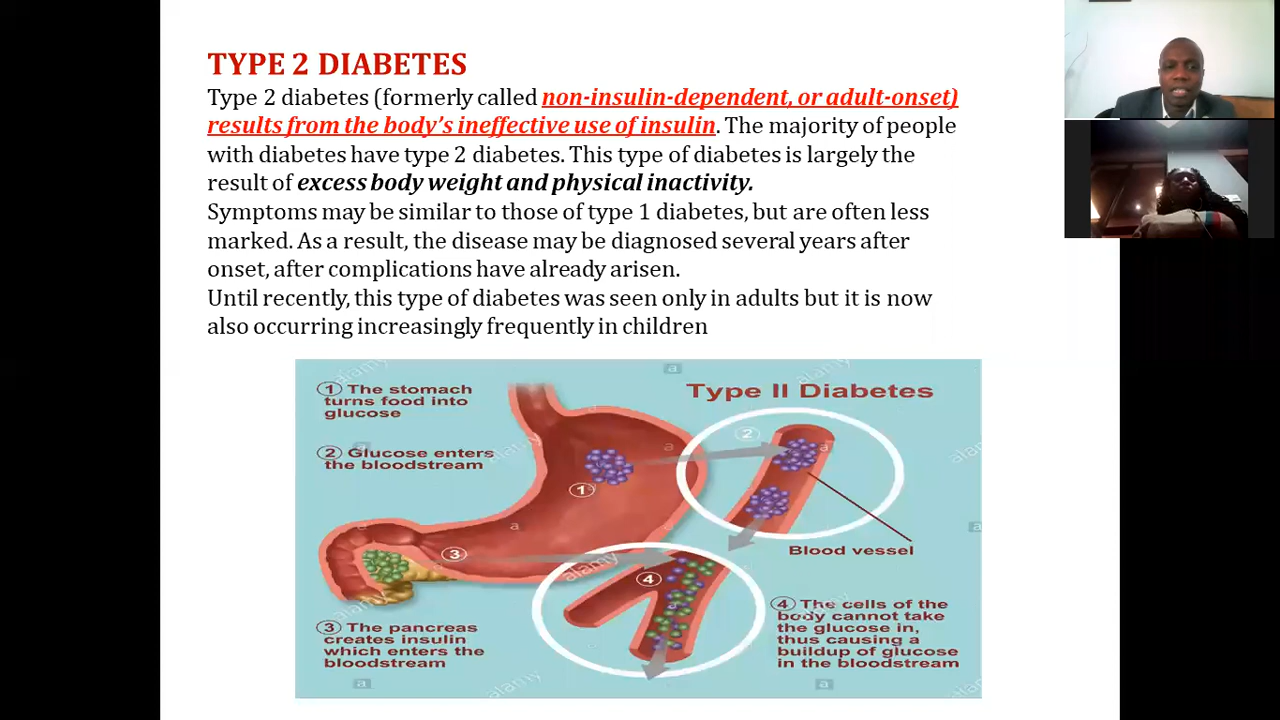 TYPE 2 DIABETES
Type 2 diabetes (formerly called non-insulin-dependent, or adult-onset)
results from the body's ineffective use of insulin. The majority of people
with diabetes have type 2 diabetes. This type of diabetes is largely the
result of excess body weight and physical inactivity.
Symptoms may be similar to those of type 1 diabetes, but are often less
marked. As a result, the disease may be diagnosed several years after
onset, after complications have already arisen.
Until recently, this type of diabetes was seen only in adults but it is now
also occurring increasingly frequently in children
Type II Diabetes
1 The stomach
turns food into
glucose
2 Glucose enters
the bloodstream
2
1
Blood vessel
3
4
3 The pancreas
creates insulin
which enters the
bloodstream
4 The cells of the
body cannot take
the glucose in,
thus causing a
buildup of glucose
in the bloodstream
alamy
alamy
alamy
alamy
alamy
a
a
a
a
a
a
a
a
a